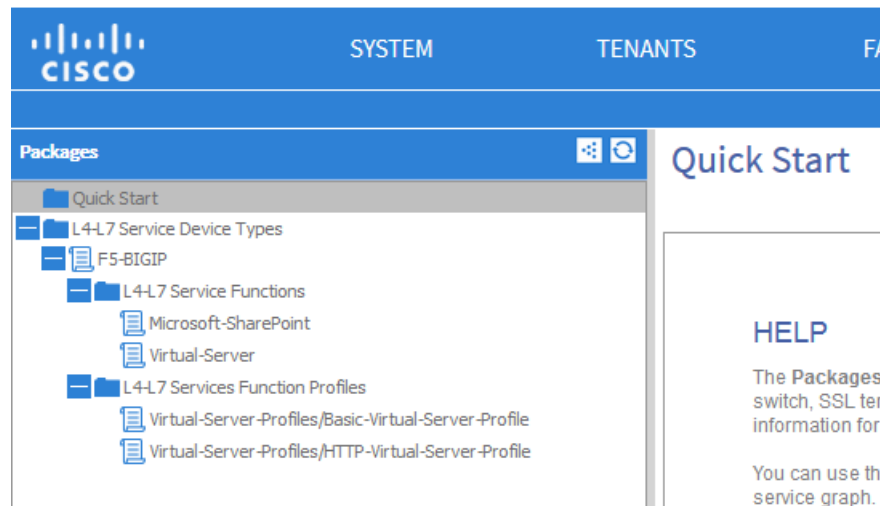 CISCO
SYSTEM
TENANTS
Packages
Quick Start
L4-L7 Service Device Types
F5-BIGIP
L4-L7 Service Functions
Microsoft-SharePoint
Virtual-Server
L4-L7 Services Function Profiles
Virtual-Server-Profiles/Basic-Virtual-Server-Profile
Virtual-Server-Profiles/HTTP-Virtual-Server-Profile
Quick Start
HELP
The Packages
switch, SSL
information for
You can use
service graph.